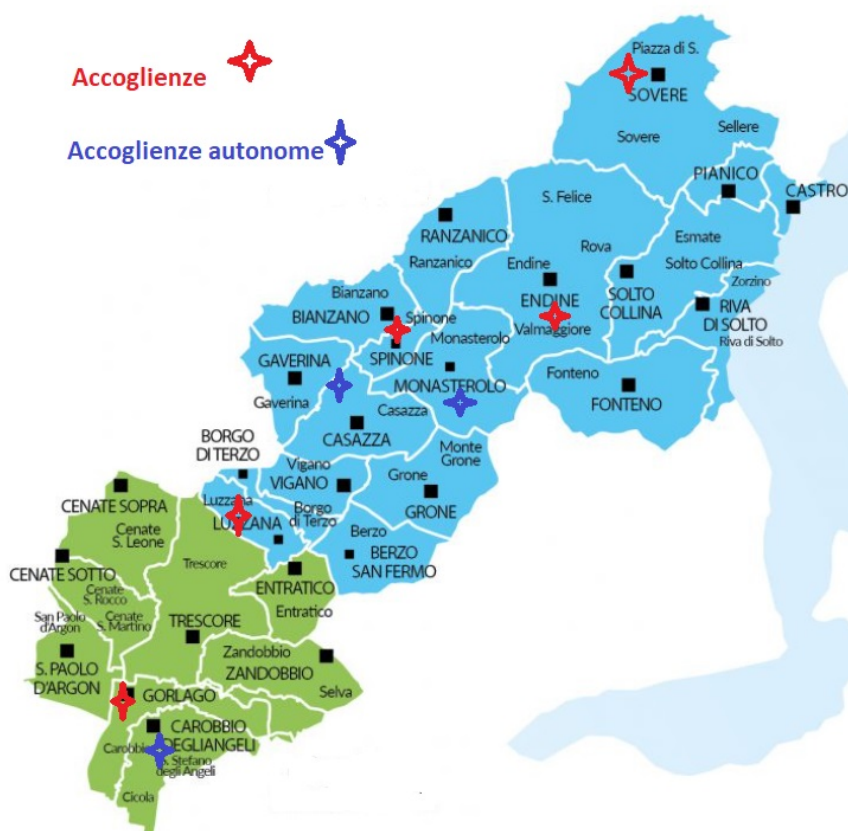 Accoglienze
Accoglienze autonome
Piazza di S.
SOVERE
Sovere
Sellere
PIANICO
CASTRO
S. Felice
RANZANICO
Ranzanico
Rova
Esmate
Endine
Solto Collina
ENDINE
SOLTO
COLLINA
Zorzino
RIVA
DI SOLTO
Riva di Solto
Bianzano
BIANZANO
Spinone
SPINONE
Valmaggiore
Monasterolo
MONASTEROLO
GAVERINA
Gaverina
Fonteno
FONTENO
Casazza
CASAZZA
BORGO
DI TERZO
Monte
Grone
Vigano
VIGANO
Grone
GRONE
Luzzana
LUZZANA
Borgo
di Terzo
Berzo
BERZO
SAN FERMO
CENATE SOPRA
Cenate
S. Leone
Trescore
CENATE SOTTO
ENTRATICO
Entratico
Cenate
S. Rocco
San Paolo
d'Argon
Cenate
S. Martino
TRESCORE
S. PAOLO
D'ARGON
Zandobbio
ZANDOBBIO
Selva
GORLAGO
CAROBBIO
DEGLIANGELI
Carobbio
S. Stefano
degli Angeli
Cicola